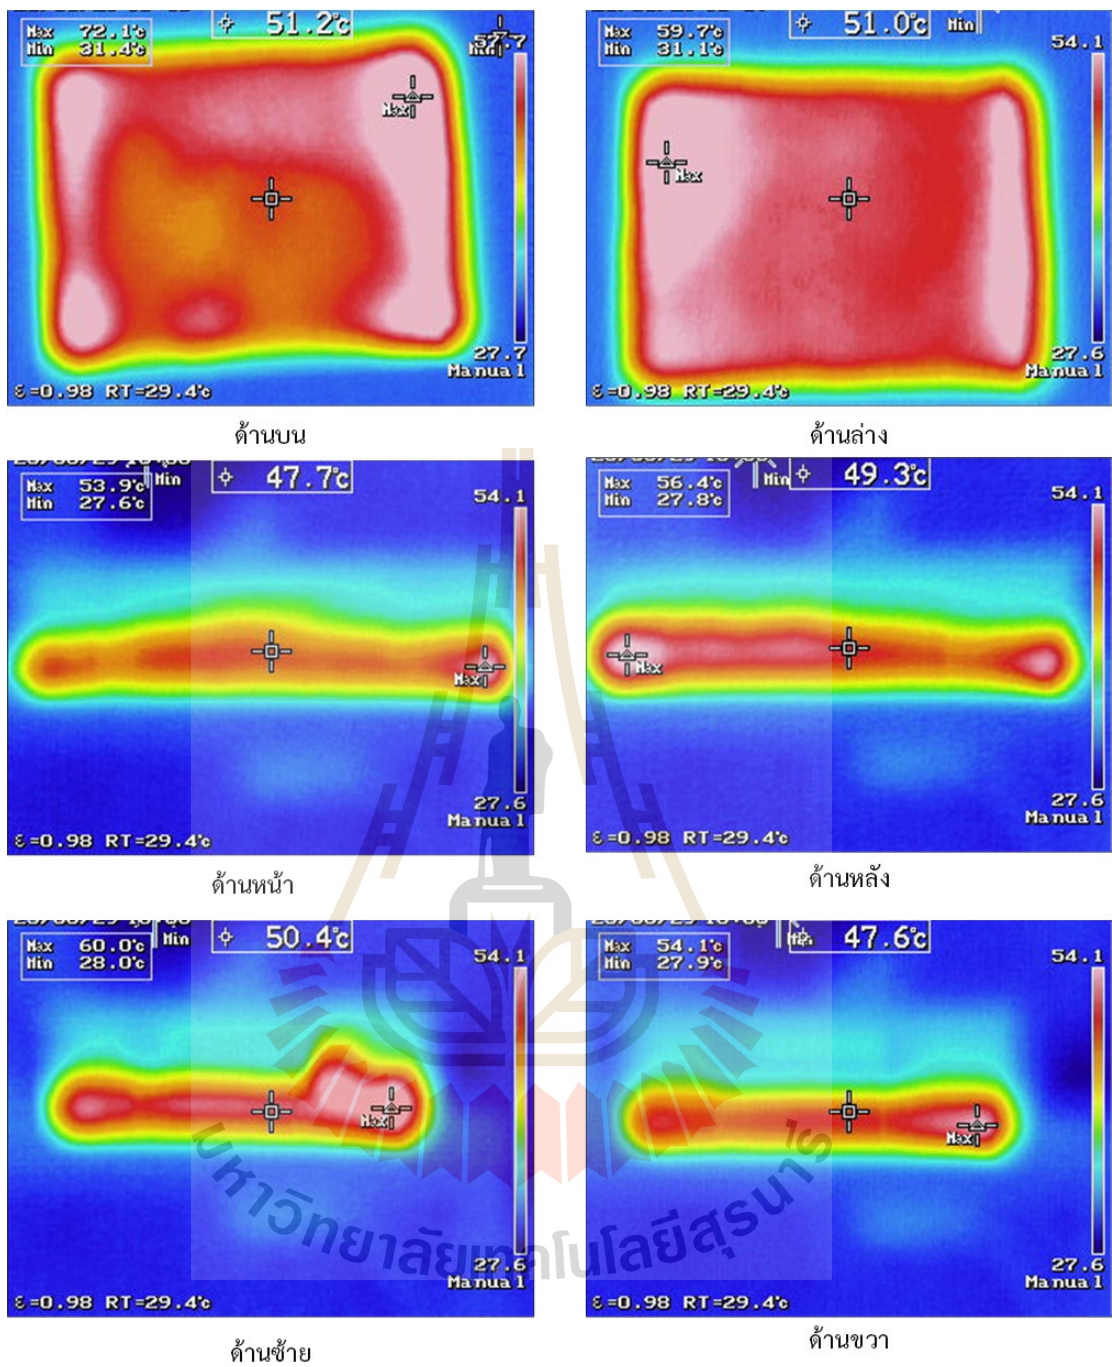 Max 72.1℃
Min 31.4℃
51.2℃
Min
Max
27.7
Manual
ε=0.98 RT=29.4℃
ด้านบน
Max 59.7℃
Min 31.1℃
51.0℃
Min
54.1
Max
27.6
Manual
ε=0.98 RT=29.4℃
ด้านล่าง
Max 53.9℃
Min 27.6℃
Min
47.7℃
54.1
Max
27.6
Manual
ε=0.98 RT=29.4℃
ด้านหน้า
Max 56.4℃
Min 27.8℃
Min
49.3℃
54.1
Max
27.6
Manual
ε=0.98 RT=29.4℃
ด้านหลัง
Max 60.0℃
Min 28.0℃
Min
50.4℃
54.1
Max
27.6
Manual
ε=0.98 RT=29.4℃
ด้านซ้าย
Max 54.1℃
Min 27.9℃
Min
47.6℃
54.1
Max
27.6
Manual
ε=0.98 RT=29.4℃
ด้านขวา
มหาวิทยาลัยเทคโนโลยีสุรนารี